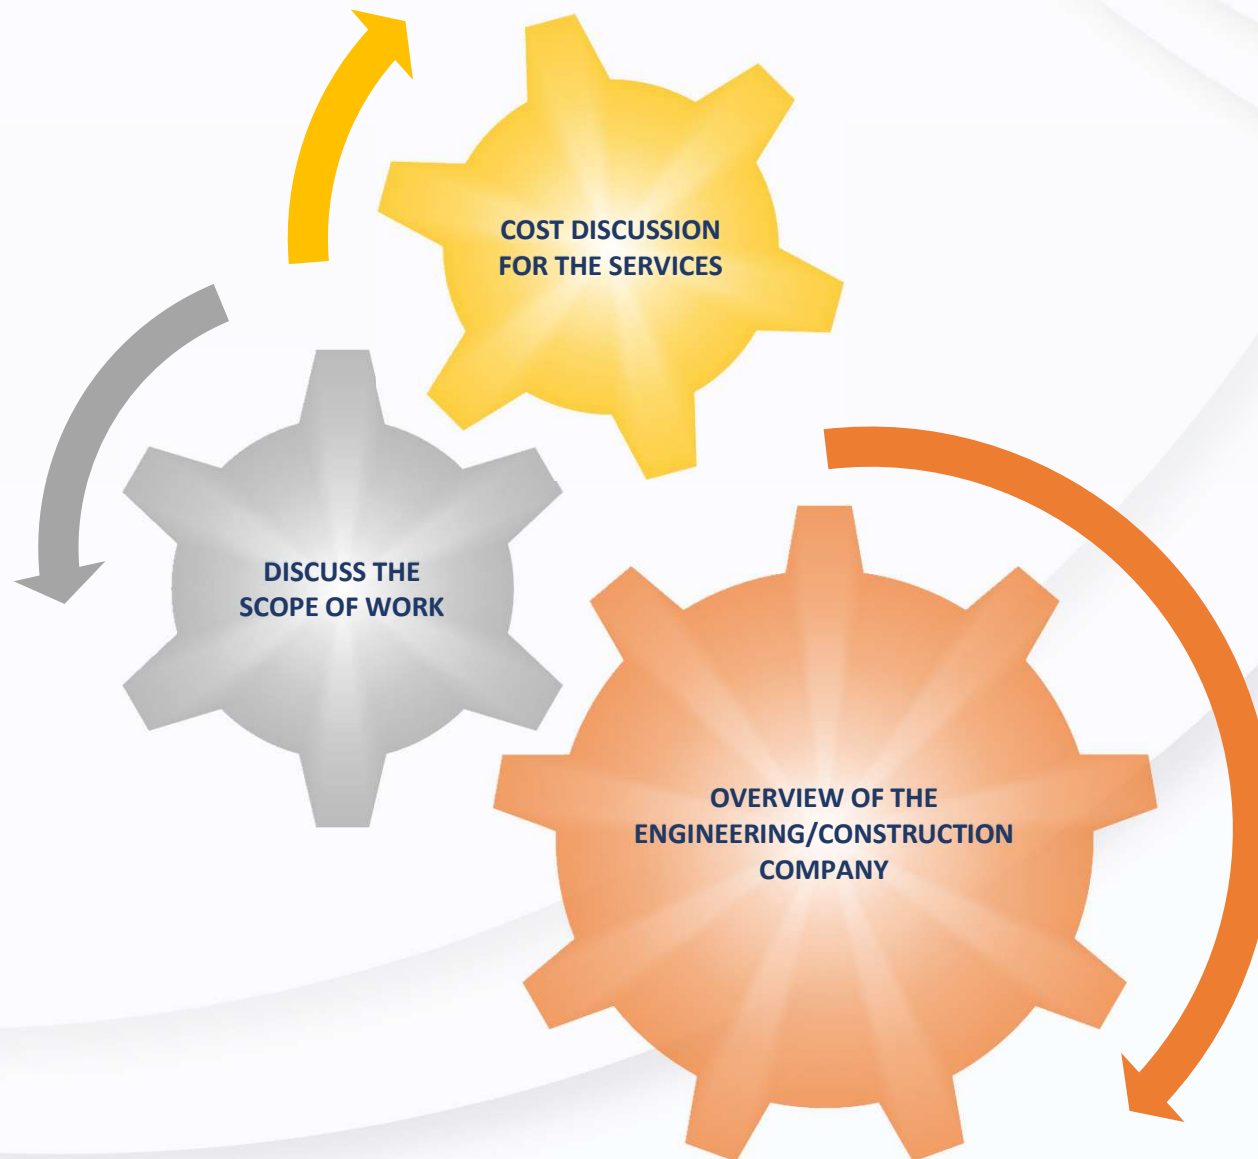 COST DISCUSSION
FOR THE SERVICES
DISCUSS THE
SCOPE OF WORK
OVERVIEW OF THE
ENGINEERING/CONSTRUCTION
COMPANY